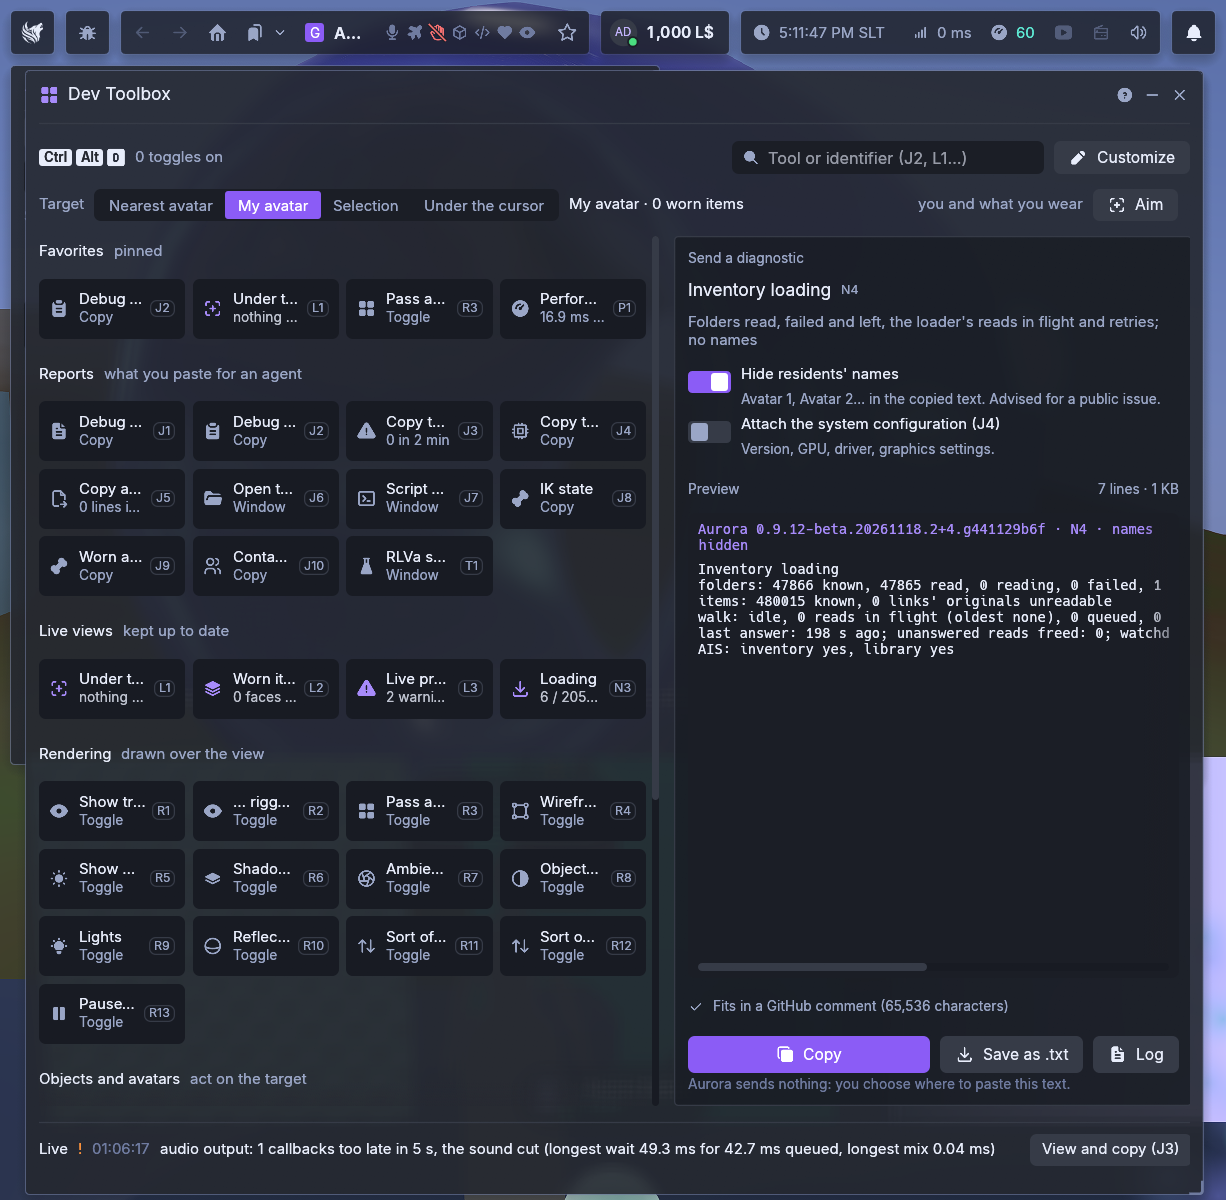 G A... AD 1,000 L$ 5:11:47 PM SLT 0 ms 60
Dev Toolbox
Ctrl Alt D 0 toggles on
Tool or identifier (J2, L1...)
Customize
Target Nearest avatar My avatar Selection Under the cursor My avatar · 0 worn items you and what you wear Aim
Favorites pinned
Debug ... J2
Copy
Under t... L1
nothing ...
Pass a... R3
Toggle
Perfor... P1
16.9 ms ...
Reports what you paste for an agent
Debug ... J1
Copy
Debug ... J2
Copy
Copy t... J3
0 in 2 min
Copy t... J4
Copy
Copy a... J5
0 lines i...
Open t... J6
Window
Script ... J7
Window
IK state J8
Copy
Worn a... J9
Copy
Conta... J10
Copy
RLVa s... T1
Window
Live views kept up to date
Under t... L1
nothing ...
Worn it... L2
0 faces ...
Live pr... L3
2 warni...
Loading N3
6 / 205...
Rendering drawn over the view
Show tr... R1
Toggle
... rigg... R2
Toggle
Pass a... R3
Toggle
Wirefr... R4
Toggle
Show ... R5
Toggle
Shado... R6
Toggle
Ambie... R7
Toggle
Object... R8
Toggle
Lights R9
Toggle
Reflec... R10
Toggle
Sort of... R11
Toggle
Sort o... R12
Toggle
Pause... R13
Toggle
Objects and avatars act on the target
Send a diagnostic
Inventory loading N4
Folders read, failed and left, the loader's reads in flight and retries;
no names
Hide residents' names
Avatar 1, Avatar 2... in the copied text. Advised for a public issue.
Attach the system configuration (J4)
Version, GPU, driver, graphics settings.
Preview 7 lines · 1 KB
Aurora 0.9.12-beta.20261118.2+4.g441129b6f · N4 · names
hidden
Inventory loading
folders: 47866 known, 47865 read, 0 reading, 0 failed, 1
items: 480015 known, 0 links' originals unreadable
walk: idle, 0 reads in flight (oldest none), 0 queued, 0
last answer: 198 s ago; unanswered reads freed: 0; watchd
AIS: inventory yes, library yes
Fits in a GitHub comment (65,536 characters)
Copy Save as .txt Log
Aurora sends nothing: you choose where to paste this text.
Live ! 01:06:17 audio output: 1 callbacks too late in 5 s, the sound cut (longest wait 49.3 ms for 42.7 ms queued, longest mix 0.04 ms) View and copy (J3)